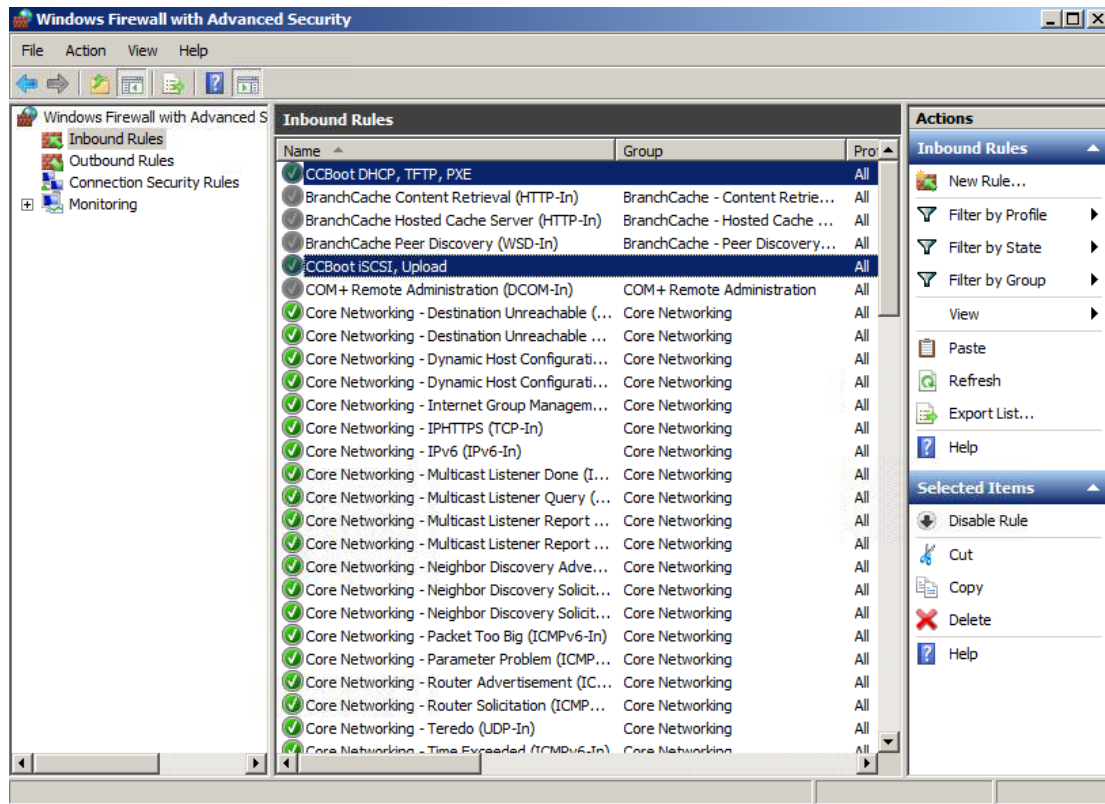 Windows Firewall with Advanced Security
File Action View Help
Windows Firewall with Advanced S
Inbound Rules
Outbound Rules
Connection Security Rules
Monitoring
Inbound Rules
Name Group Pro
CCBoot DHCP, TFTP, PXE All
BranchCache Content Retrieval (HTTP-In) BranchCache - Content Retrie... All
BranchCache Hosted Cache Server (HTTP-In) BranchCache - Hosted Cache ... All
BranchCache Peer Discovery (WSD-In) BranchCache - Peer Discovery... All
CCBoot iSCSI, Upload All
COM+ Remote Administration (DCOM-In) COM+ Remote Administration All
Core Networking - Destination Unreachable (... Core Networking All
Core Networking - Destination Unreachable ... Core Networking All
Core Networking - Dynamic Host Configurati... Core Networking All
Core Networking - Dynamic Host Configurati... Core Networking All
Core Networking - Internet Group Managem... Core Networking All
Core Networking - IPHTTPS (TCP-In) Core Networking All
Core Networking - IPv6 (IPv6-In) Core Networking All
Core Networking - Multicast Listener Done (I... Core Networking All
Core Networking - Multicast Listener Query (... Core Networking All
Core Networking - Multicast Listener Report ... Core Networking All
Core Networking - Multicast Listener Report ... Core Networking All
Core Networking - Neighbor Discovery Adve... Core Networking All
Core Networking - Neighbor Discovery Solicit... Core Networking All
Core Networking - Neighbor Discovery Solicit... Core Networking All
Core Networking - Packet Too Big (ICMPv6-In) Core Networking All
Core Networking - Parameter Problem (ICMP... Core Networking All
Core Networking - Router Advertisement (IC... Core Networking All
Core Networking - Router Solicitation (ICMP... Core Networking All
Core Networking - Teredo (UDP-In) Core Networking All
Core Networking - Time Exceeded (ICMPv6-In) Core Networking All
Actions
Inbound Rules
New Rule...
Filter by Profile
Filter by State
Filter by Group
View
Paste
Refresh
Export List...
Help
Selected Items
Disable Rule
Cut
Copy
Delete
Help